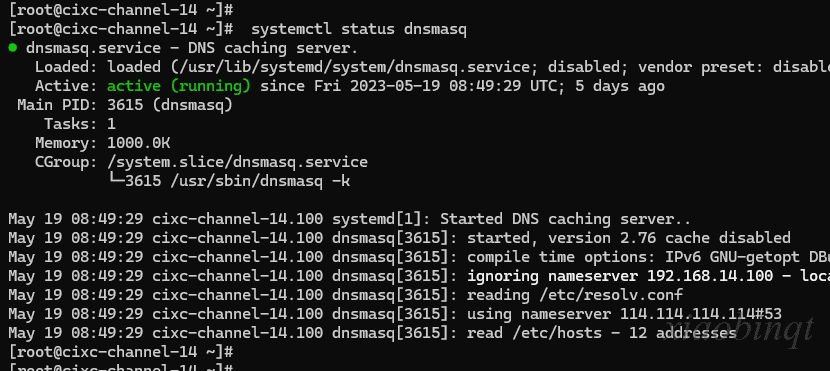 [root@cixc-channel-14 ~]#
[root@cixc-channel-14 ~]#  systemctl status dnsmasq
● dnsmasq.service - DNS caching server.
   Loaded: loaded (/usr/lib/systemd/system/dnsmasq.service; disabled; vendor preset: disable
   Active: active (running) since Fri 2023-05-19 08:49:29 UTC; 5 days ago
 Main PID: 3615 (dnsmasq)
    Tasks: 1
   Memory: 1000.0K
   CGroup: /system.slice/dnsmasq.service
           └─3615 /usr/sbin/dnsmasq -k
May 19 08:49:29 cixc-channel-14.100 systemd[1]: Started DNS caching server..
May 19 08:49:29 cixc-channel-14.100 dnsmasq[3615]: started, version 2.76 cache disabled
May 19 08:49:29 cixc-channel-14.100 dnsmasq[3615]: compile time options: IPv6 GNU-getopt DBu
May 19 08:49:29 cixc-channel-14.100 dnsmasq[3615]: ignoring nameserver 192.168.14.100 - loca
May 19 08:49:29 cixc-channel-14.100 dnsmasq[3615]: reading /etc/resolv.conf
May 19 08:49:29 cixc-channel-14.100 dnsmasq[3615]: using nameserver 114.114.114.114#53
May 19 08:49:29 cixc-channel-14.100 dnsmasq[3615]: read /etc/hosts - 12 addresses
xiaobinqt
[root@cixc-channel-14 ~]#
[root@cixc-channel-14 ~]#